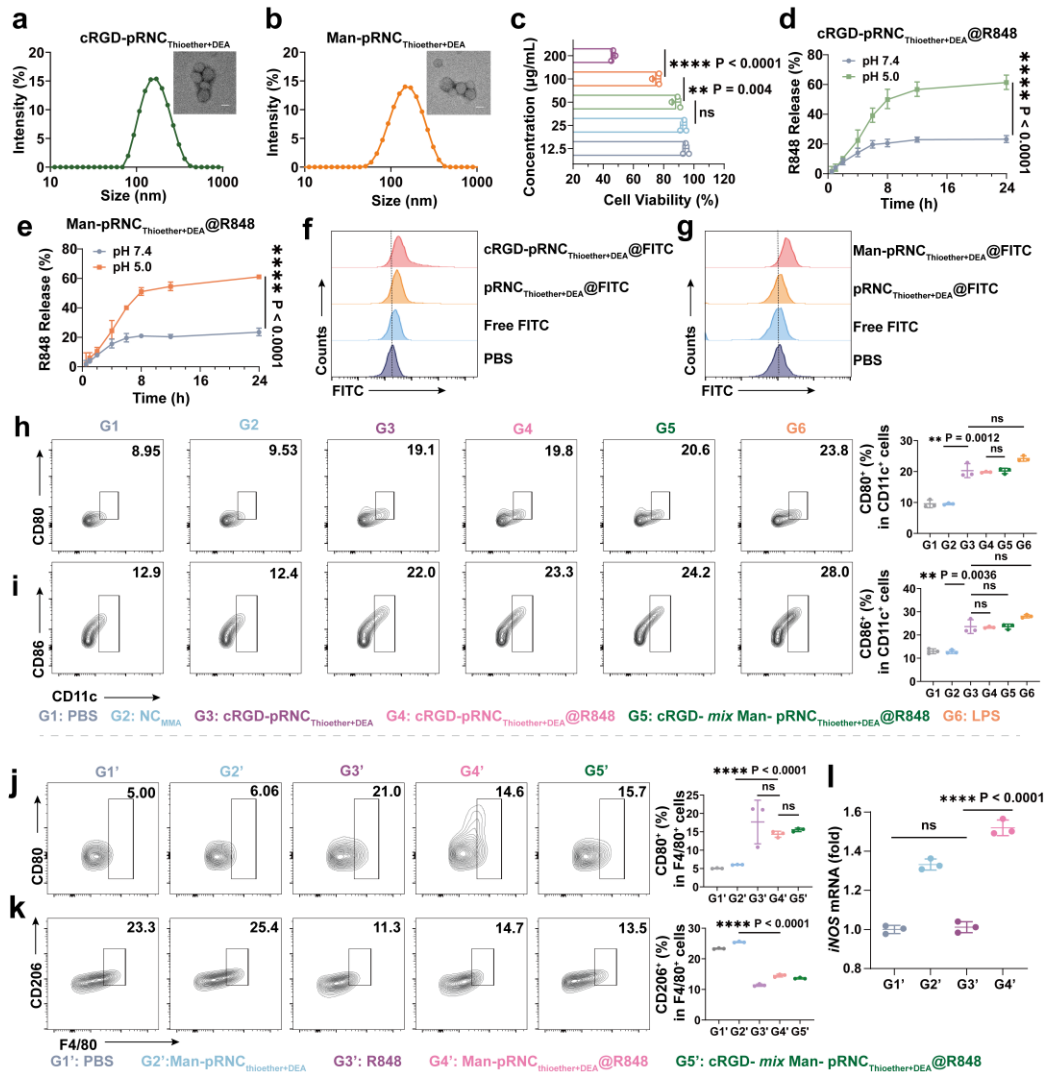 a
cRGD-pRNCThioether+DEA
Intensity (%)
20
15
10
5
0
10
100
1000
Size (nm)
b
Man-pRNCThioether+DEA
Intensity (%)
20
15
10
5
0
10
100
1000
Size (nm)
c
Concentration (µg/mL)
200
100
50
25
12.5
**** P < 0.0001
** P = 0.004
ns
20 40 60 80 100 120
Cell Viability (%)
d
cRGD-pRNCThioether+DEA@R848
pH 7.4
pH 5.0
R848 Release (%)
80
60
40
20
0
0 4 8 12 16 20 24
Time (h)
**** P < 0.0001
e
Man-pRNCThioether+DEA@R848
pH 7.4
pH 5.0
R848 Release (%)
80
60
40
20
0
0 4 8 12 16 20 24
Time (h)
**** P < 0.0001
f
cRGD-pRNCThioether+DEA@FITC
pRNCThioether+DEA@FITC
Free FITC
PBS
Counts
FITC
g
Man-pRNCThioether+DEA@FITC
pRNCThioether+DEA@FITC
Free FITC
PBS
Counts
FITC
h
G1 G2 G3 G4 G5 G6
8.95 9.53 19.1 19.8 20.6 23.8
CD80
CD80+ (%)
in CD11c+ cells
ns
** P = 0.0012
ns
40
30
20
10
0
G1 G2 G3 G4 G5 G6
i
12.9 12.4 22.0 23.3 24.2 28.0
CD86
CD11c
CD86+ (%)
in CD11c+ cells
ns
** P = 0.0036
ns
40
30
20
10
0
G1 G2 G3 G4 G5 G6
G1: PBS G2: NCMMA G3: cRGD-pRNCThioether+DEA G4: cRGD-pRNCThioether+DEA@R848 G5: cRGD- mix Man- pRNCThioether+DEA@R848 G6: LPS
j
G1' G2' G3' G4' G5'
5.00 6.06 21.0 14.6 15.7
CD80
CD80+ (%)
in F4/80+ cells
**** P < 0.0001
ns
ns
25
20
15
10
5
0
G1' G2' G3' G4' G5'
k
23.3 25.4 11.3 14.7 13.5
CD206
F4/80
CD206+ (%)
in F4/80+ cells
**** P < 0.0001
30
20
10
0
G1' G2' G3' G4' G5'
l
iNOS mRNA (fold)
**** P < 0.0001
ns
1.6
1.4
1.2
1.0
0.8
G1' G2' G3' G4'
G1': PBS G2':Man-pRNCthioether+DEA G3': R848 G4': Man-pRNCThioether+DEA@R848 G5': cRGD- mix Man- pRNCThioether+DEA@R848